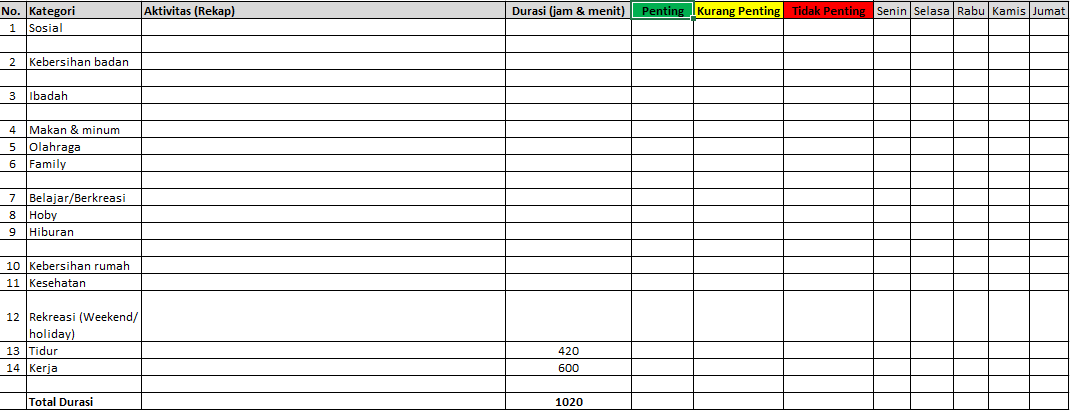 No. Kategori Aktivitas (Rekap) Durasi (jam & menit) Penting Kurang Penting Tidak Penting Senin Selasa Rabu Kamis Jumat
1 Sosial
2 Kebersihan badan
3 Ibadah
4 Makan & minum
5 Olahraga
6 Family
7 Belajar/Berkreasi
8 Hoby
9 Hiburan
10 Kebersihan rumah
11 Kesehatan
12 Rekreasi (Weekend/
holiday)
13 Tidur 420
14 Kerja 600
Total Durasi 1020